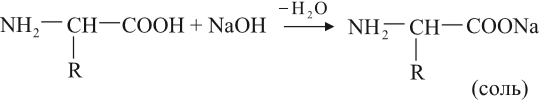 −H₂O
NH₂—CH—COOH + NaOH → NH₂—CH—COONa
R R
(соль)